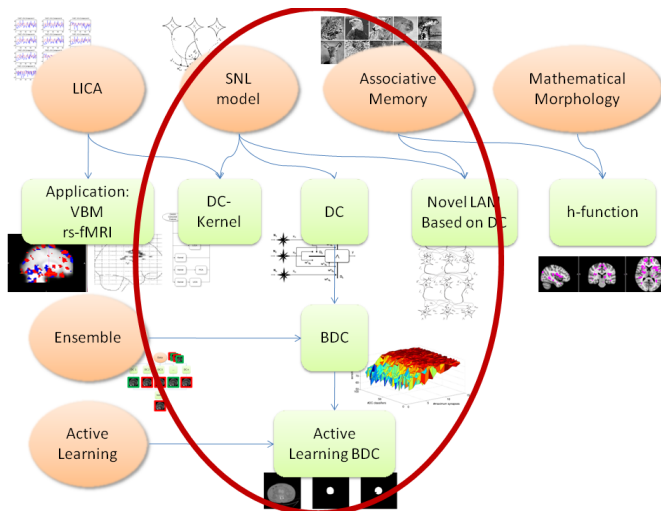 LICA
SNL
model
Associative
Memory
Mathematical
Morphology
Application:
VBM
rs-fMRI
DC-
Kernel
DC
Novel LAM
Based on DC
h-function
Ensemble
BDC
Active
Learning
Active
Learning BDC